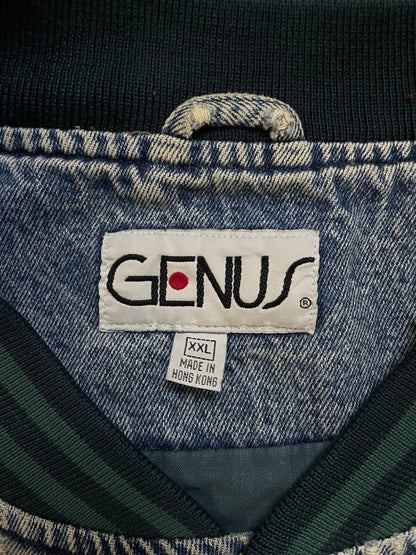 GENUS ®
XXL
MADE IN
HONG KONG